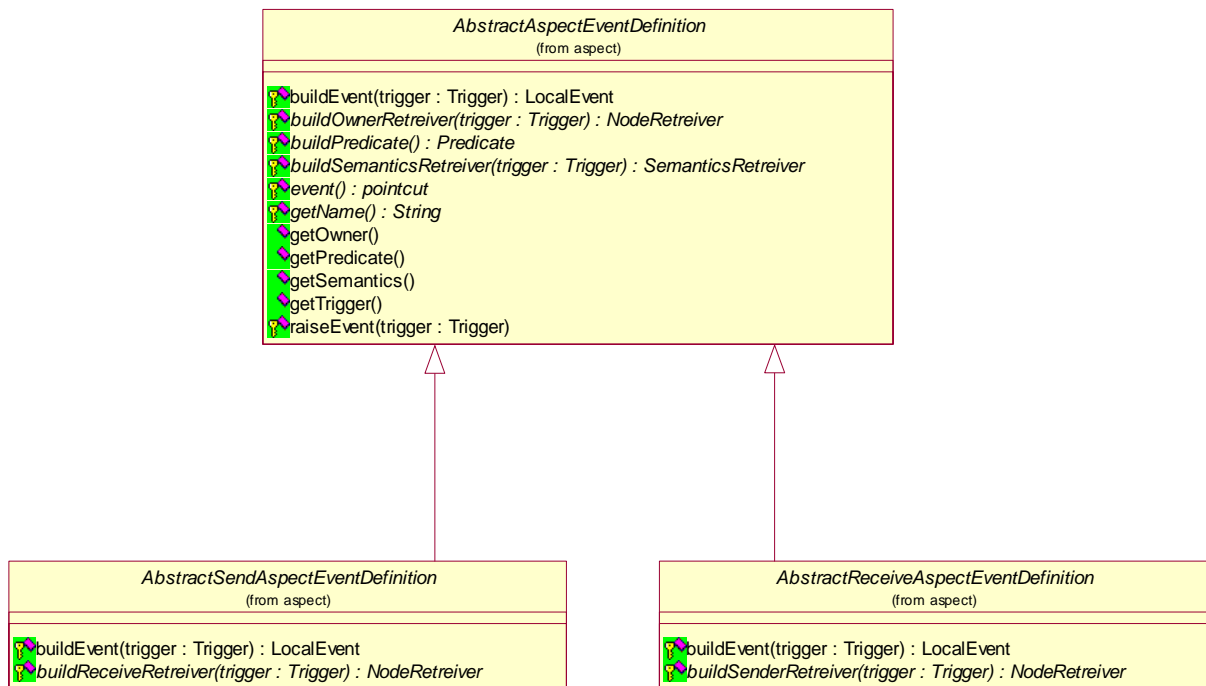 AbstractAspectEventDefinition
(from aspect)
buildEvent(trigger : Trigger) : LocalEvent
buildOwnerRetreiver(trigger : Trigger) : NodeRetreiver
buildPredicate() : Predicate
buildSemanticsRetreiver(trigger : Trigger) : SemanticsRetreiver
event() : pointcut
getName() : String
getOwner()
getPredicate()
getSemantics()
getTrigger()
raiseEvent(trigger : Trigger)
AbstractSendAspectEventDefinition
(from aspect)
buildEvent(trigger : Trigger) : LocalEvent
buildReceiveRetreiver(trigger : Trigger) : NodeRetreiver
AbstractReceiveAspectEventDefinition
(from aspect)
buildEvent(trigger : Trigger) : LocalEvent
buildSenderRetriever(trigger : Trigger) : NodeRetreiver